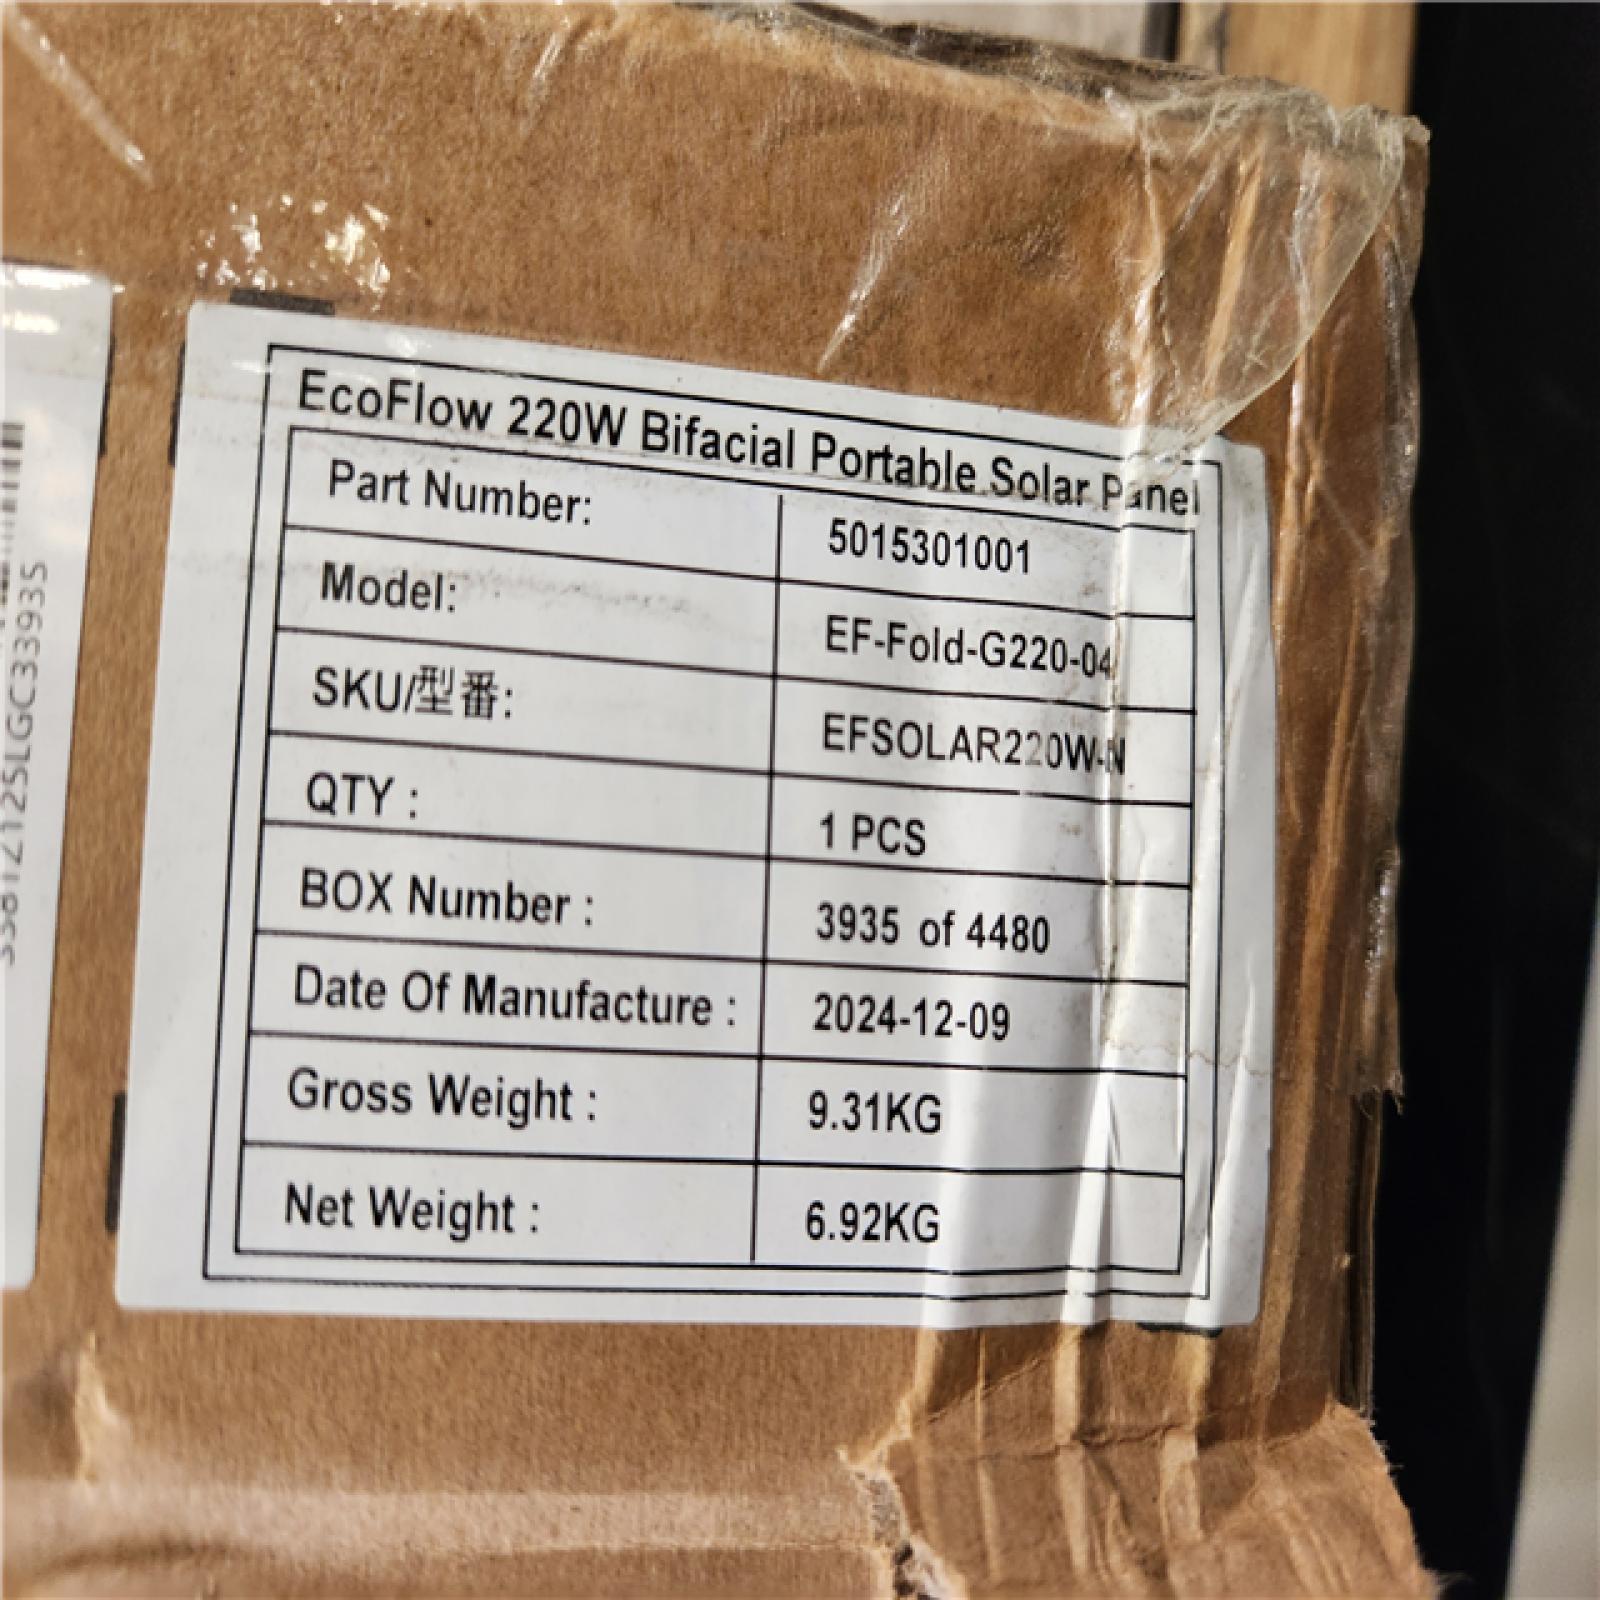 EcoFlow 220W Bifacial Portable Solar Panel
Part Number: 5015301001
Model: EF-Fold-G220-04
SKU/型番: EFSOLAR220W-N
QTY : 1 PCS
BOX Number : 3935 of 4480
Date Of Manufacture : 2024-12-09
Gross Weight : 9.31KG
Net Weight : 6.92KG